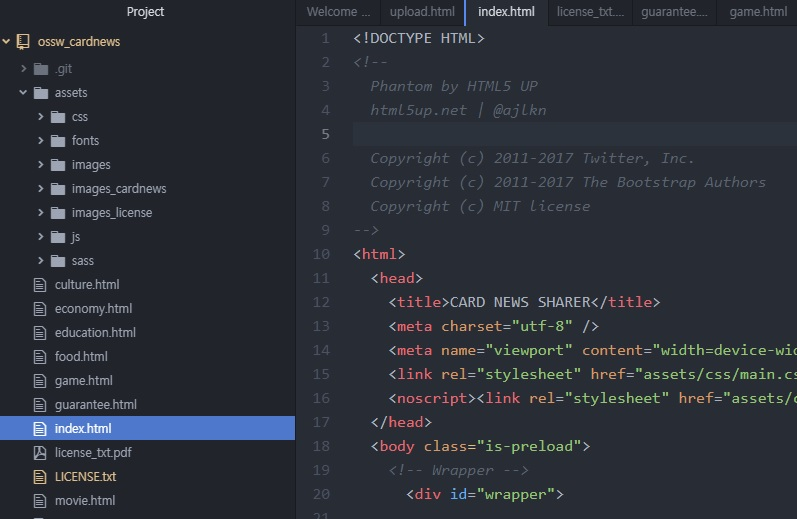 Project
ossw_cardnews
.git
assets
css
fonts
images
images_cardnews
images_license
js
sass
culture.html
economy.html
education.html
food.html
game.html
guarantee.html
index.html
license_txt.pdf
LICENSE.txt
movie.html
Welcome ... upload.html index.html license_txt.... guarantee.... game.html
1 <!DOCTYPE HTML>
2 <!--
3 Phantom by HTML5 UP
4 html5up.net | @ajlkn
5
6 Copyright (c) 2011-2017 Twitter, Inc.
7 Copyright (c) 2011-2017 The Bootstrap Authors
8 Copyright (c) MIT license
9 -->
10 <html>
11 <head>
12 <title>CARD NEWS SHARER</title>
13 <meta charset="utf-8" />
14 <meta name="viewport" content="width=device-wid
15 <link rel="stylesheet" href="assets/css/main.cs
16 <noscript><link rel="stylesheet" href="assets/c
17 </head>
18 <body class="is-preload">
19 <!-- Wrapper -->
20 <div id="wrapper">
21